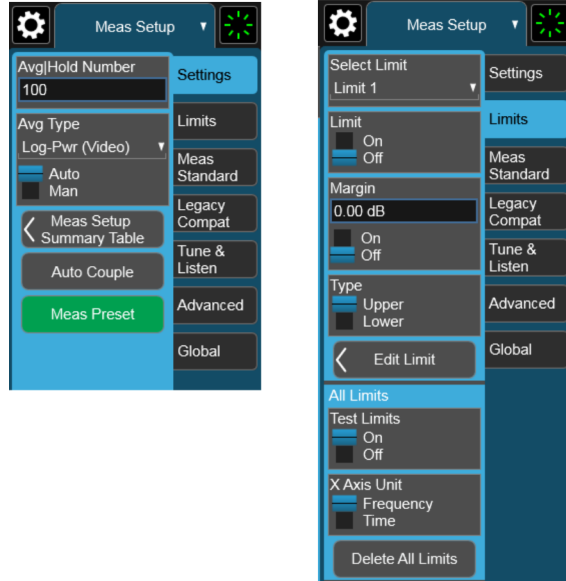 Meas Setup
Avg|Hold Number
100
Avg Type
Log-Pwr (Video)
Auto
Man
Meas Setup
Summary Table
Auto Couple
Meas Preset
Settings
Limits
Meas
Standard
Legacy
Compat
Tune &
Listen
Advanced
Global
Meas Setup
Select Limit
Limit 1
Limit
On
Off
Margin
0.00 dB
On
Off
Type
Upper
Lower
Edit Limit
All Limits
Test Limits
On
Off
X Axis Unit
Frequency
Time
Delete All Limits
Settings
Limits
Meas
Standard
Legacy
Compat
Tune &
Listen
Advanced
Global